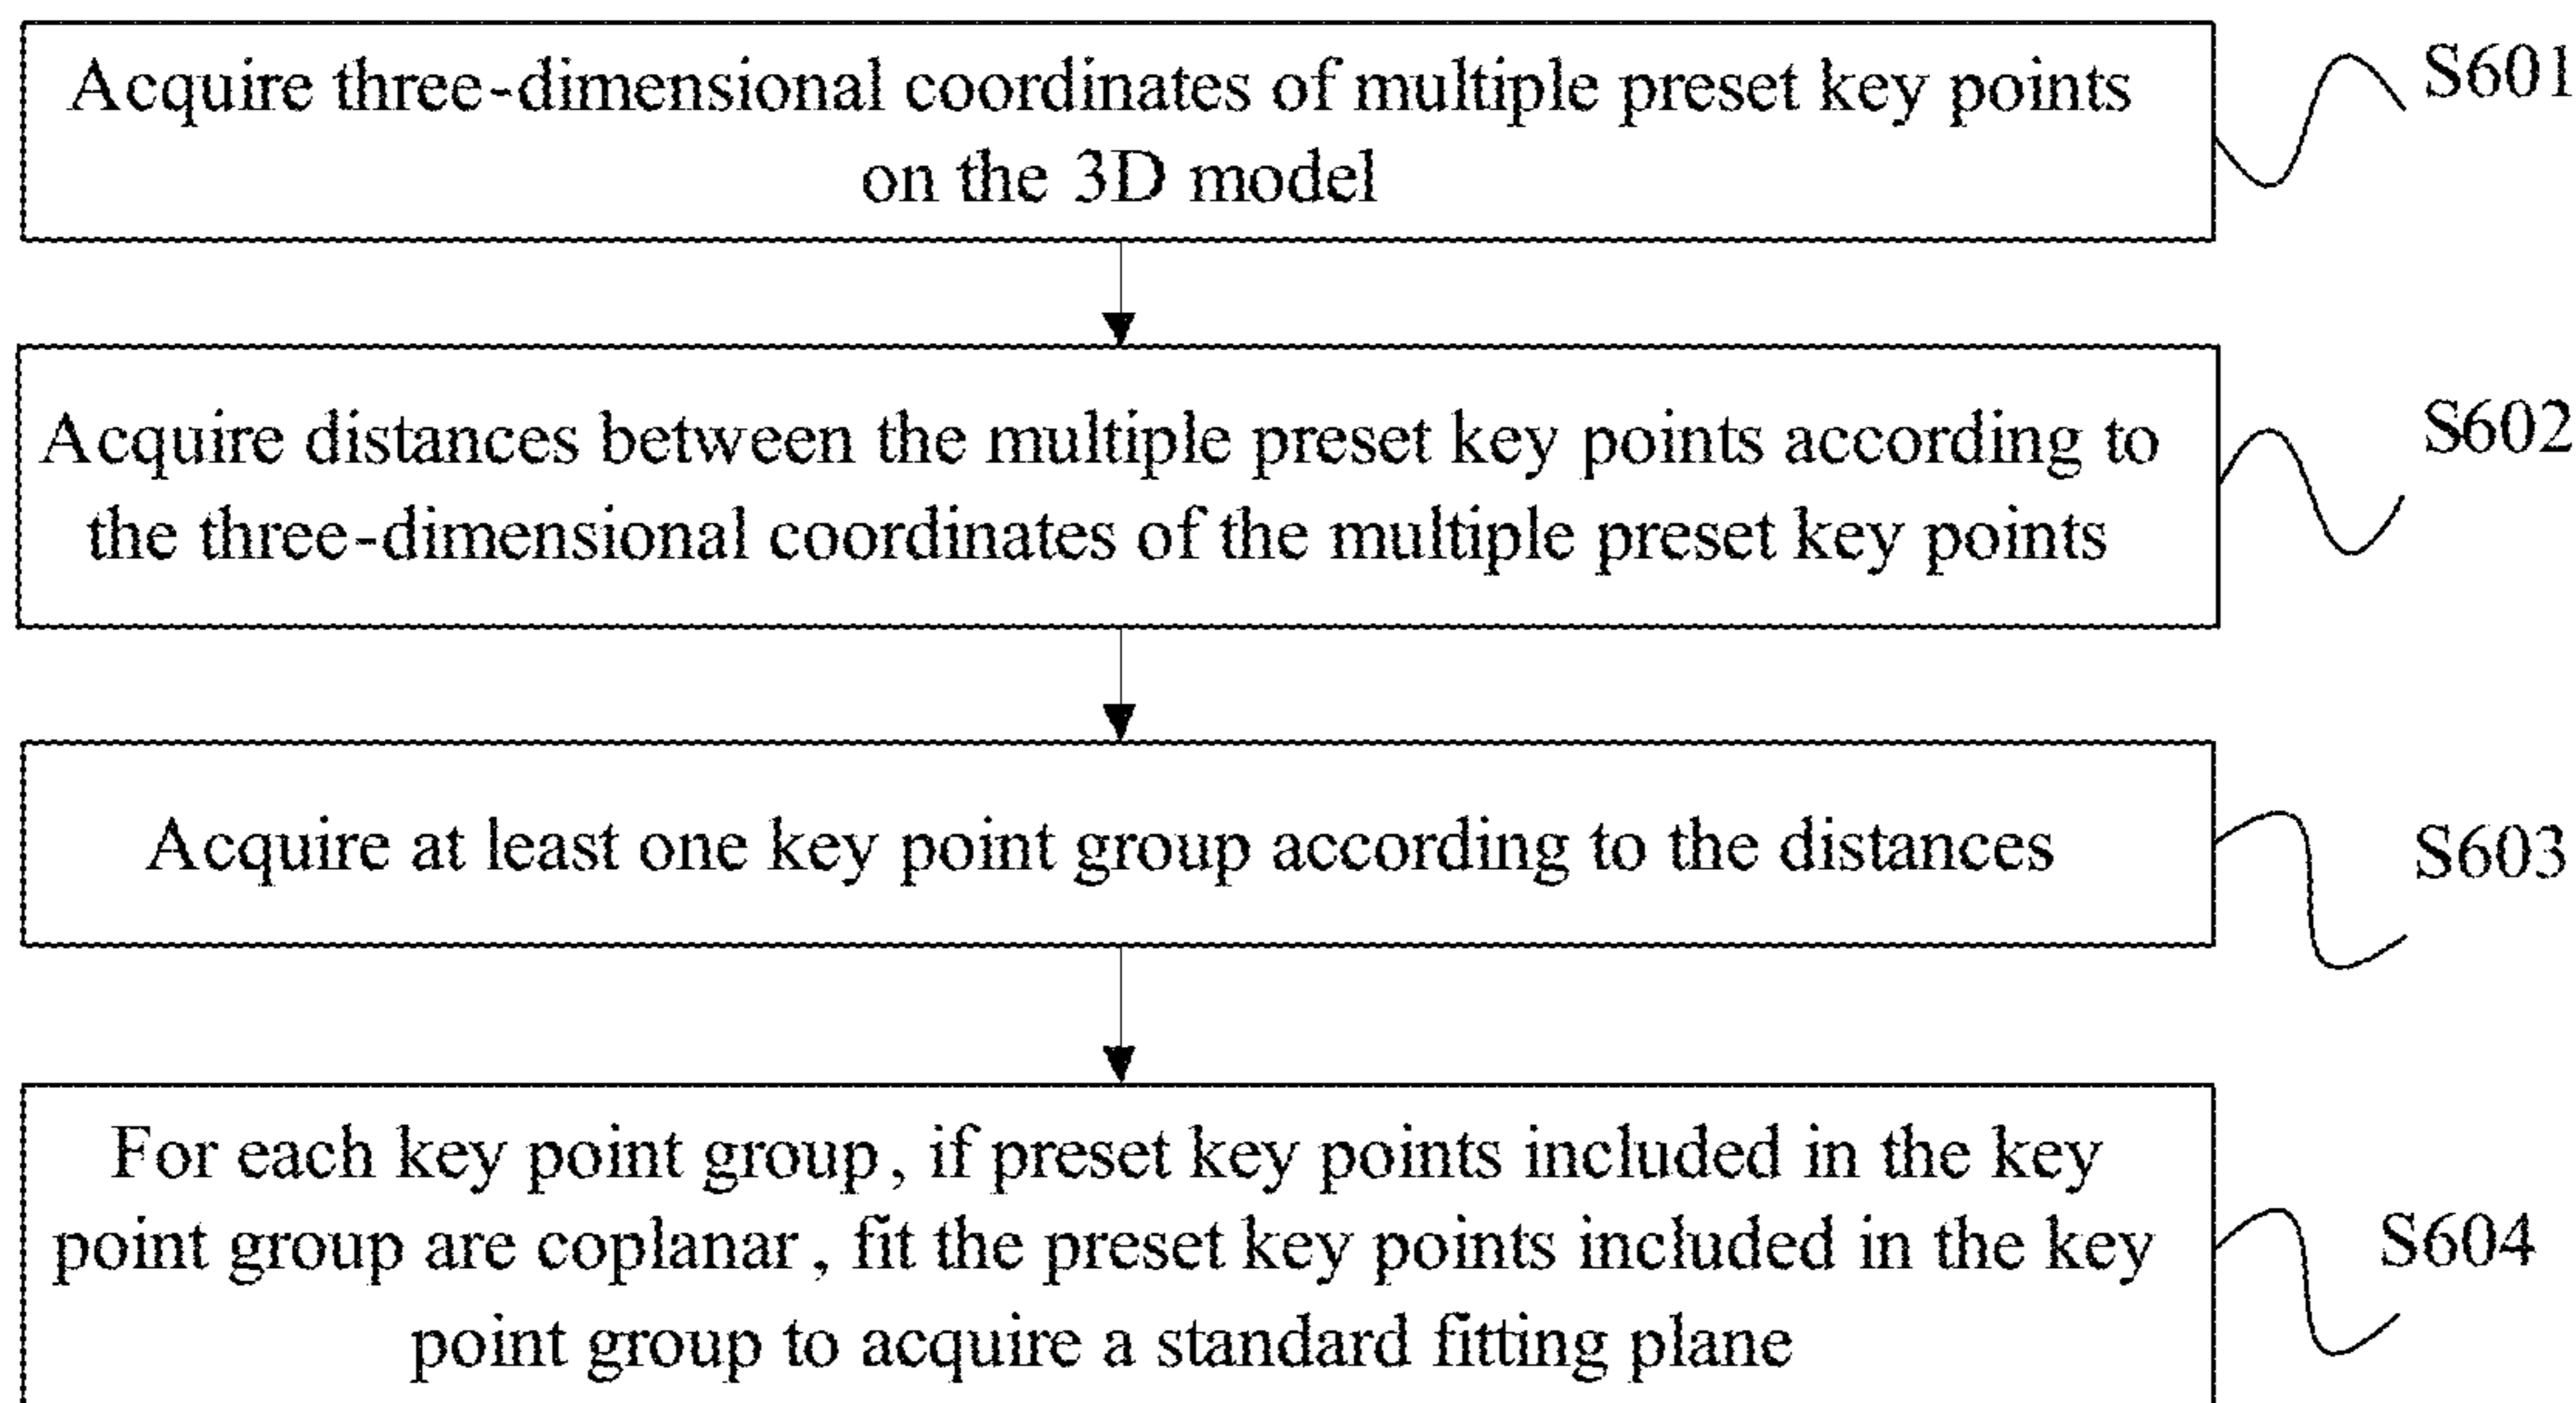 Acquire three-dimensional coordinates of multiple preset key points
on the 3D model
S601
Acquire distances between the multiple preset key points according to
the three-dimensional coordinates of the multiple preset key points
S602
Acquire at least one key point group according to the distances
S603
For each key point group, if preset key points included in the key
point group are coplanar, fit the preset key points included in the key
point group to acquire a standard fitting plane
S604